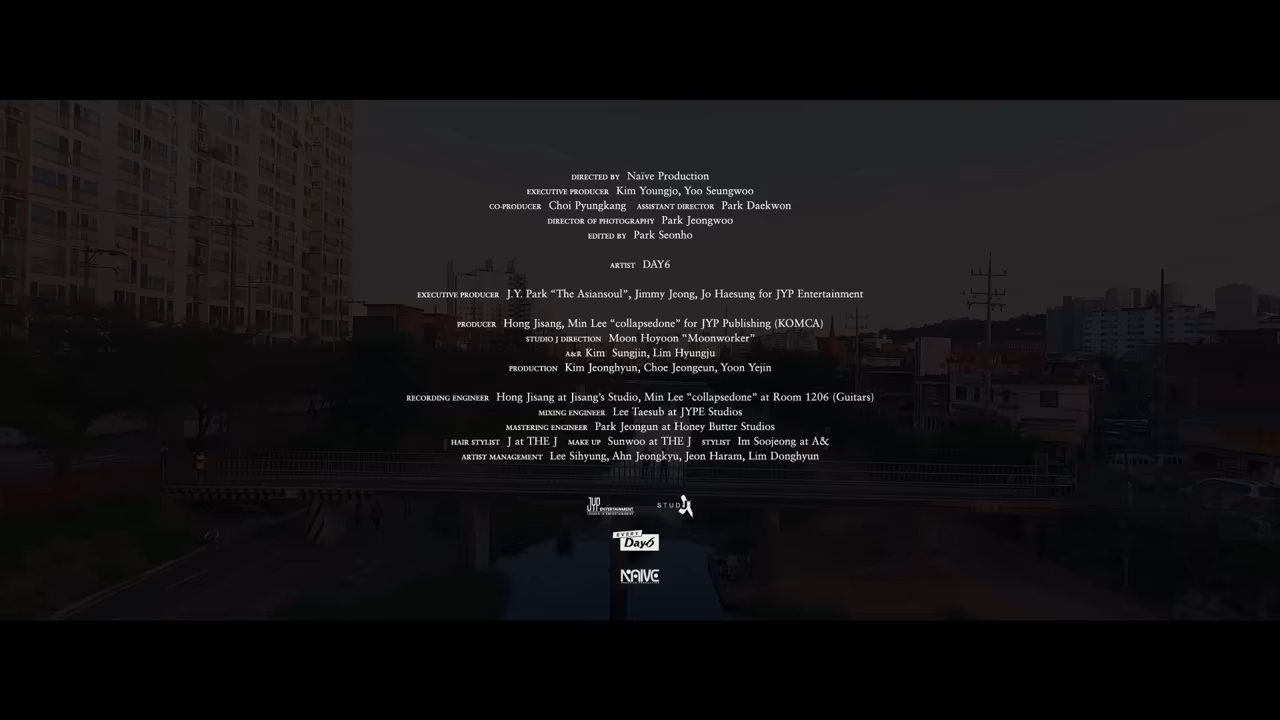 DIRECTED BY Naïve Production
EXECUTIVE PRODUCER Kim Youngjo, Yoo Seungwoo
CO-PRODUCER Choi Pyungkang ASSISTANT DIRECTOR Park Daekwon
DIRECTOR OF PHOTOGRAPHY Park Jeongwoo
EDITED BY Park Seonho
ARTIST DAY6
EXECUTIVE PRODUCER J.Y. Park “The Asiansoul”, Jimmy Jeong, Jo Haesung for JYP Entertainment
PRODUCER Hong Jisang, Min Lee “collapsedone” for JYP Publishing (KOMCA)
STUDIO J DIRECTION Moon Hoyoon “Moonworker”
A&R Kim Sungjin, Lim Hyungju
PRODUCTION Kim Jeonghyun, Choe Jeongeun, Yoon Yejin
RECORDING ENGINEER Hong Jisang at Jisang’s Studio, Min Lee “collapsedone” at Room 1206 (Guitars)
MIXING ENGINEER Lee Taesub at JYPE Studios
MASTERING ENGINEER Park Jeongun at Honey Butter Studios
HAIR STYLIST J at THE J MAKE UP Sunwoo at THE J STYLIST Im Soojeong at A&
ARTIST MANAGEMENT Lee Sihyung, Ahn Jeongkyu, Jeon Haram, Lim Donghyun
JYP ENTERTAINMENT STUDIO J
EVERY
Day6
NAIVE